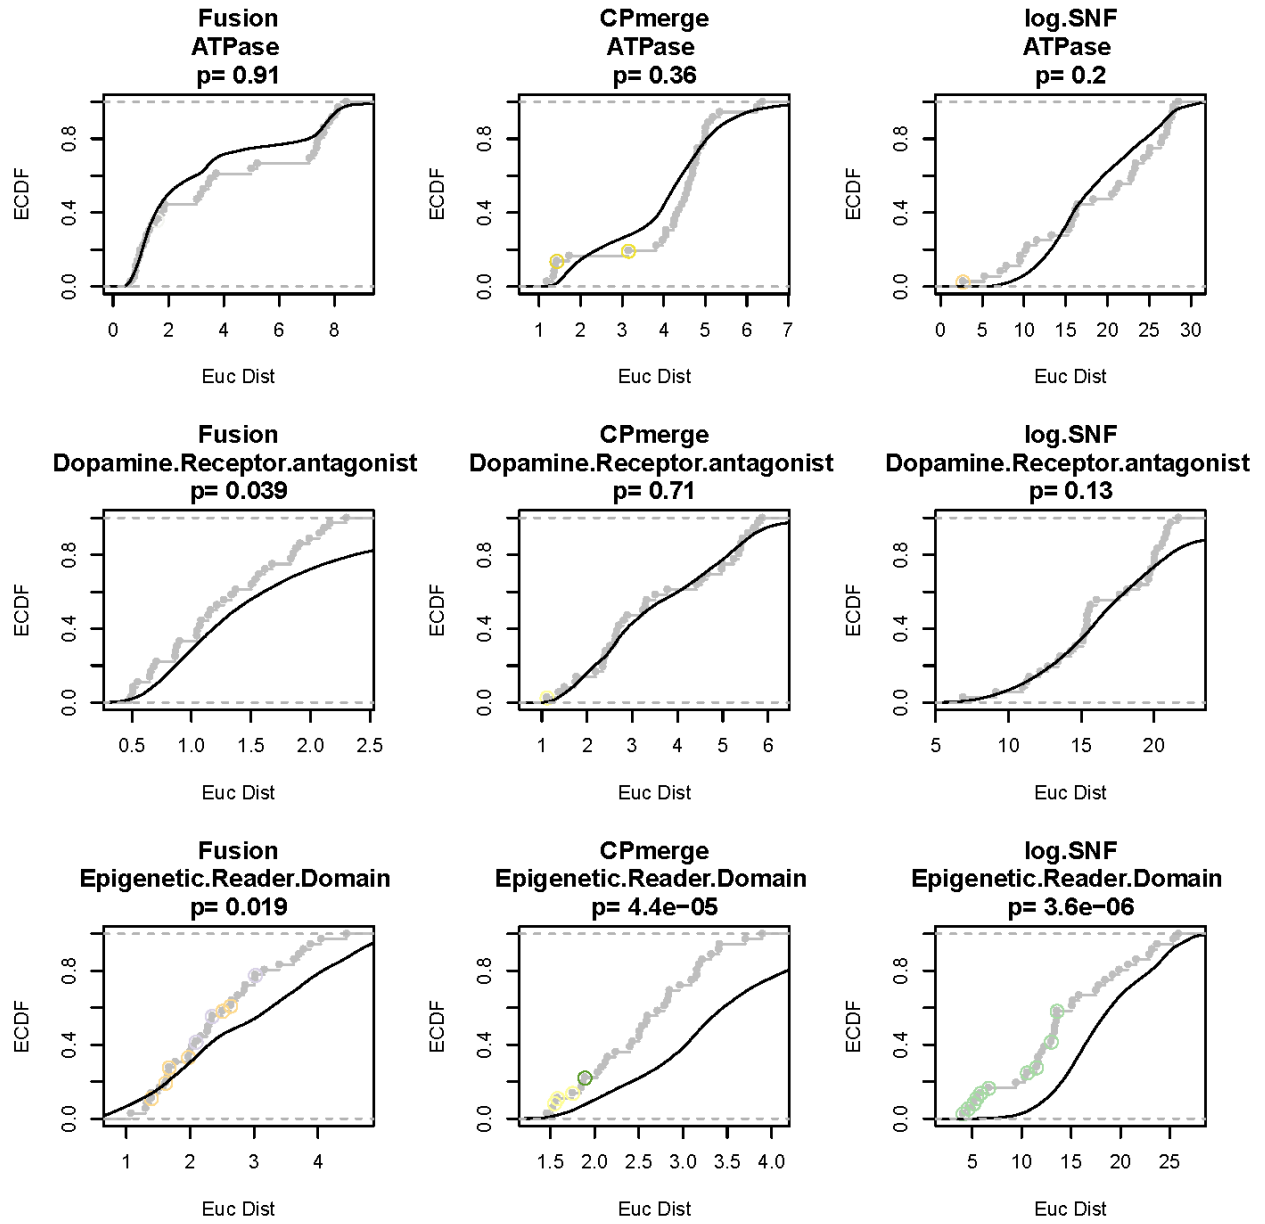 Fusion
ATPase
p= 0.91
ECDF
0.0 0.4 0.8
0 2 4 6 8
Euc Dist
CPmerge
ATPase
p= 0.36
ECDF
0.0 0.4 0.8
1 2 3 4 5 6 7
Euc Dist
log.SNF
ATPase
p= 0.2
ECDF
0.0 0.4 0.8
0 5 10 15 20 25 30
Euc Dist
Fusion
Dopamine.Receptor.antagonist
p= 0.039
ECDF
0.0 0.4 0.8
0.5 1.0 1.5 2.0 2.5
Euc Dist
CPmerge
Dopamine.Receptor.antagonist
p= 0.71
ECDF
0.0 0.4 0.8
1 2 3 4 5 6
Euc Dist
log.SNF
Dopamine.Receptor.antagonist
p= 0.13
ECDF
0.0 0.4 0.8
5 10 15 20
Euc Dist
Fusion
Epigenetic.Reader.Domain
p= 0.019
ECDF
0.0 0.4 0.8
1 2 3 4
Euc Dist
CPmerge
Epigenetic.Reader.Domain
p= 4.4e−05
ECDF
0.0 0.4 0.8
1.5 2.0 2.5 3.0 3.5 4.0
Euc Dist
log.SNF
Epigenetic.Reader.Domain
p= 3.6e−06
ECDF
0.0 0.4 0.8
5 10 15 20 25
Euc Dist